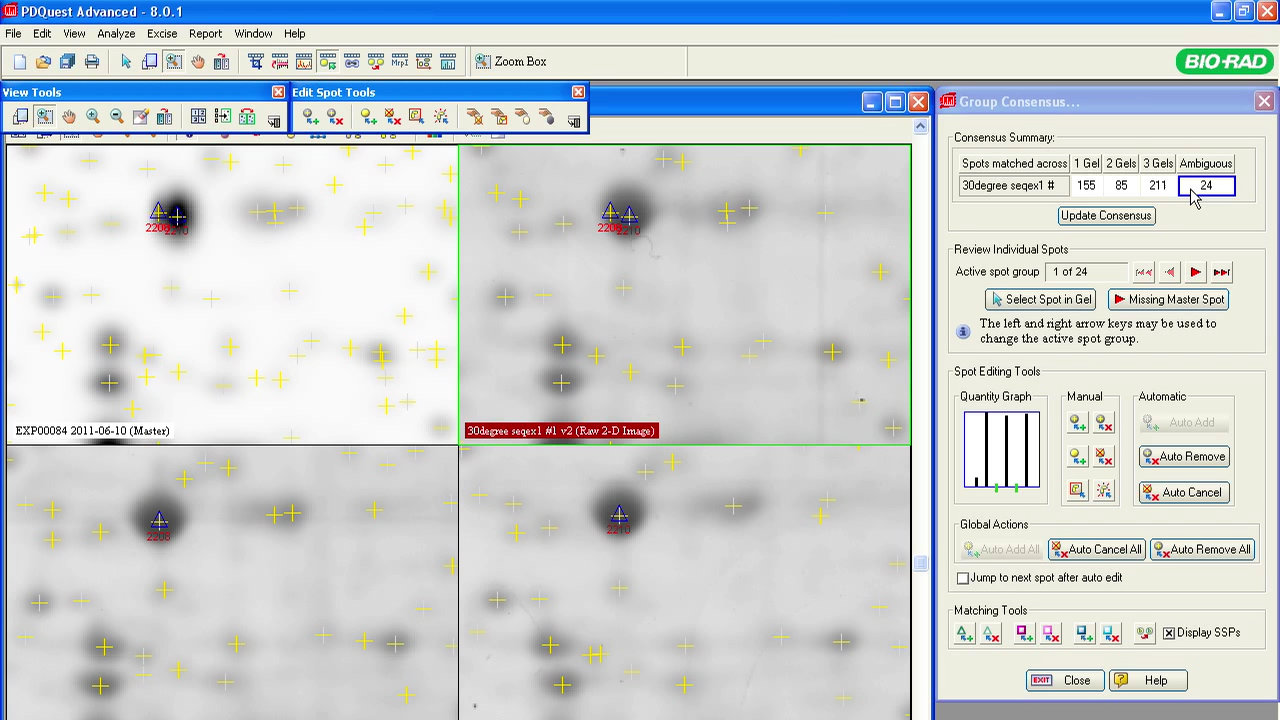 PDQuest Advanced - 8.0.1
File Edit View Analyze Excise Report Window Help
Zoom Box
BIO-RAD
View Tools
Edit Spot Tools
Group Consensus...
Consensus Summary:
Spots matched across 1 Gel 2 Gels 3 Gels Ambiguous
30degree seqex1 # 155 85 211 24
Update Consensus
Review Individual Spots
Active spot group 1 of 24
Select Spot in Gel Missing Master Spot
The left and right arrow keys may be used to
change the active spot group.
Spot Editing Tools
Quantity Graph Manual Automatic
Auto Add
Auto Remove
Auto Cancel
Global Actions
Auto Add All Auto Cancel All Auto Remove All
Jump to next spot after auto edit
Matching Tools
Display SSPs
EXIT Close Help
2210
EXP00084 2011-06-10 (Master)
30degree seqex1 #1 v2 (Raw 2-D Image)
2210